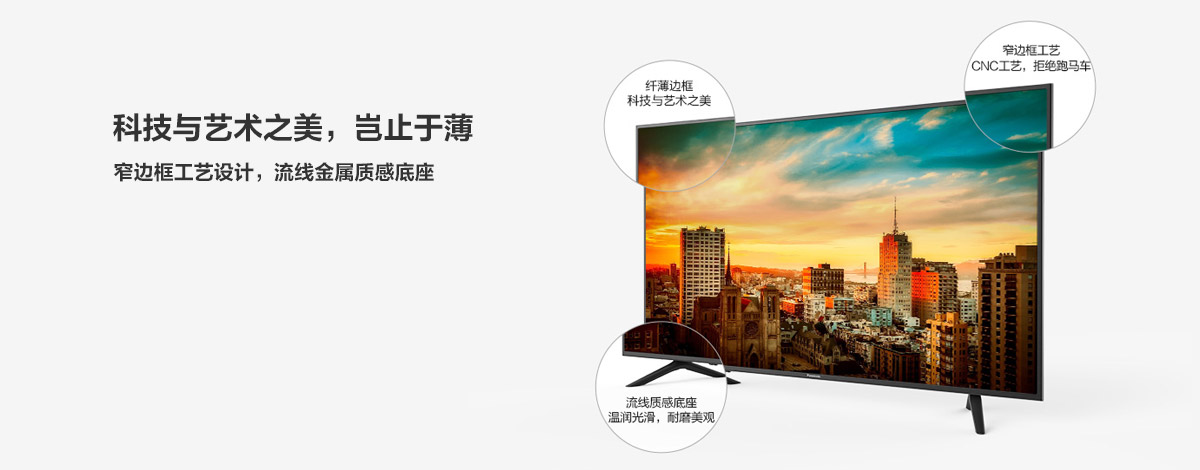 科技与艺术之美，岂止于薄
窄边框工艺设计，流线金属质感底座
纤薄边框
科技与艺术之美
窄边框工艺
CNC工艺，拒绝跑马车
流线质感底座
温润光滑，耐磨美观